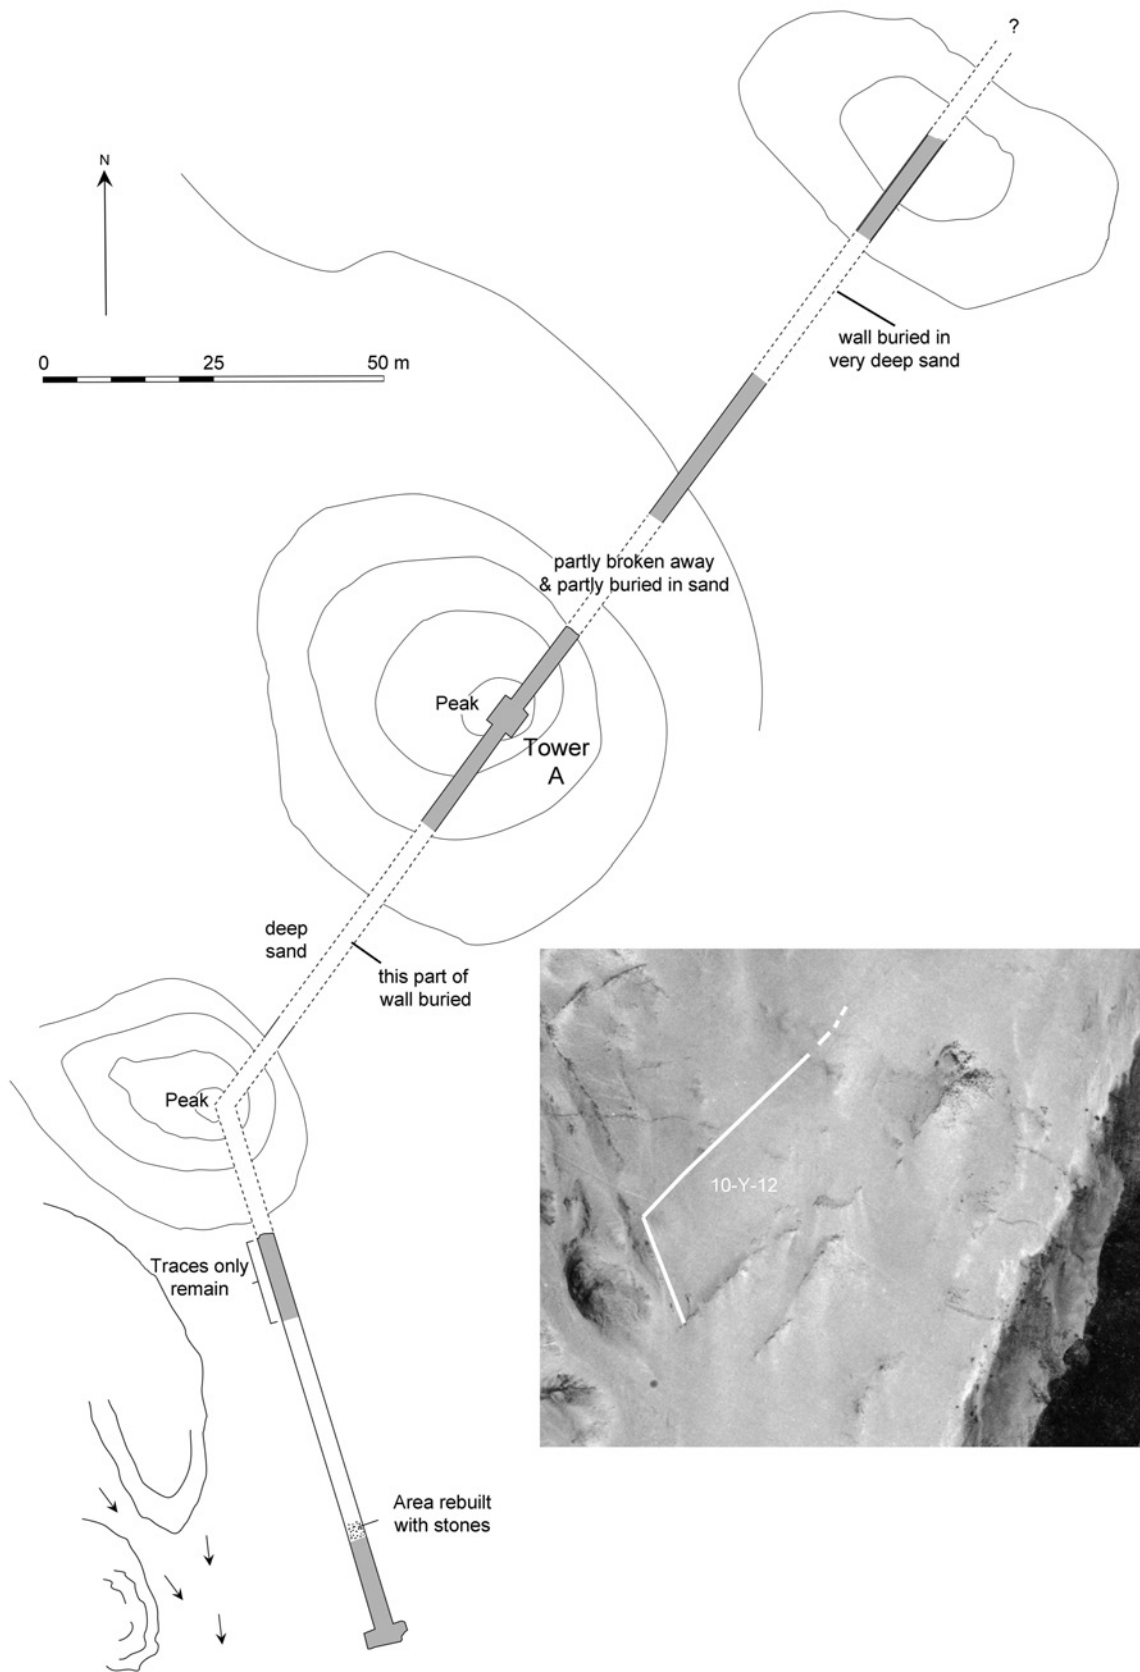 ?
N
0 25 50 m
wall buried in
very deep sand
partly broken away
& partly buried in sand
Peak
Tower
A
deep
sand
this part of
wall buried
Peak
10-Y-12
Traces only
remain
Area rebuilt
with stones